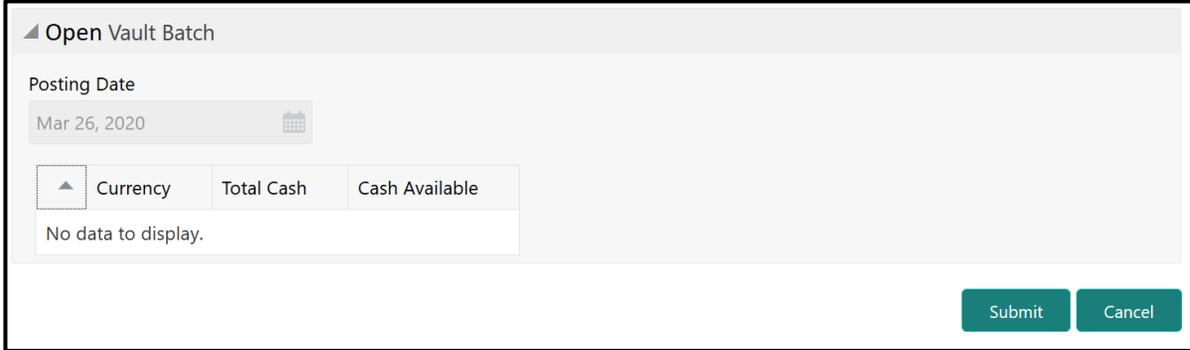 Open Vault Batch
Posting Date
Mar 26, 2020
Currency Total Cash Cash Available
No data to display.
Submit Cancel